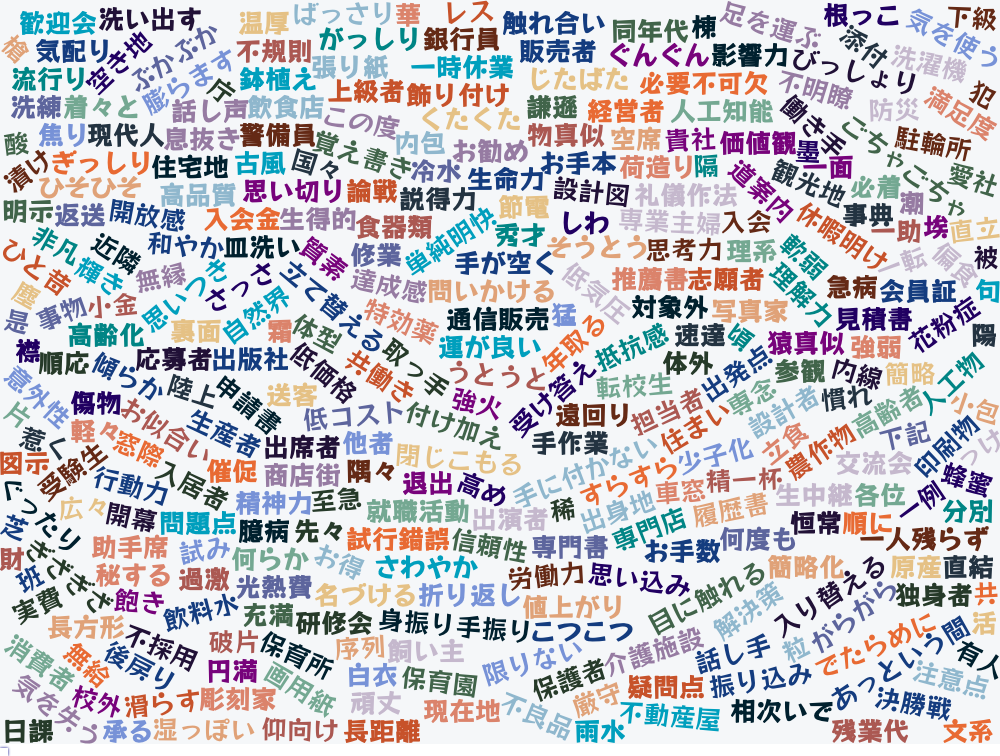 歓迎会
洗い出す
温厚
ばっさり
華
レス
触れ合い
同年代
棟
足を運ぶ
根っこ
気を使う
下級
気配り
空き地
ぷかぷか
不規則
がっしり
銀行員
販売者
ぐんぐん
影響力
びっしょり
添付
洗濯機
流行り
膨らます
鉢植え
張り紙
一時休業
じたばた
必要不可欠
不明瞭
犯
洗練
着々と
話し声
庁
飲食店
上級者
飾り付け
謙遜
経営者
人工知能
働き手
防災
満足度
酸
焦り
現代人
息抜き
警備員
この度
くたくた
内包
お勧め
物真似
空席
貴社
価値観
墨
ごちゃごちゃ
駐輪所
漬け
ぎっしり
住宅地
古風
国々
覚え書き
冷水
生命力
お手本
荷造り
隔
道案内
一面
観光地
必着
愛社
ひそひそ
高品質
思い切り
論戦
説得力
設計図
礼儀作法
潮
明示
返送
開放感
入会金
生得的
食器類
節電
しわ
専業主婦
入会
休暇明け
事典
一助
埃
直立
非凡
近隣
和やか
皿洗い
質素
修業
単純明快
秀才
そうとう
思考力
理系
軟弱
一転
偏食
被
ひと昔
輝き
無縁
思いつき
さっさ
立て替える
達成感
手が空く
問いかける
低気圧
推薦書
志願者
理解力
急病
会員証
句
塵
事物
小金
自然界
特効薬
通信販売
猛
対象外
写真家
見積書
花粉症
是
高齢化
裏面
霜
体型
取っ手
運が良い
年取る
抵抗感
速達
頃
猿真似
強弱
陽
襟
順応
傾らか
応募者
出版社
低価格
共働き
うとうと
受け答え
体外
出発点
参観
内線
簡略
人工物
意外性
傷物
陸上
申請書
送客
強火
転校生
専念
設計者
慣れ
高齢者
小包
片
お似合い
生産者
低コスト
付け加え
遠回り
担当者
住まい
惹く
軽々
窓際
出席者
他者
閉じこもる
手作業
手に付かない
少子化
立食
農作物
下記
印刷物
図示
受験生
行動力
入居者
催促
商店街
隅々
退出
高め
すらすら
車窓
精一杯
交流会
蜂蜜
ぐったり
広々
開幕
問題点
精神力
至急
就職活動
出演者
稀
出身地
専門店
履歴書
生中継
各位
一例
分別
芝
臆病
先々
試行錯誤
信頼性
専門書
お手数
何度も
恒常
順に
一人残らず
財
ぎざぎざ
助手席
試み
何らか
お得
さわやか
班
秘する
過激
光熱費
名づける
折り返し
労働力
思い込み
目に触れる
簡略化
原産
直結
実費
飽き
飲料水
充満
研修会
身振り手振り
値上がり
こつこつ
解決策
入り替える
独身者
共
長方形
不採用
破片
保育所
序列
飼い主
限りない
介護施設
話し手
粒
がらがら
でたらめに
活
消費者
無給
後戻り
円満
画用紙
白衣
保育園
保護者
振り込み
あっという間
有人
気を失う
校外
滑らす
彫刻家
頑丈
現在地
不良品
厳守
疑問点
注意点
日課
承る
湿っぽい
仰向け
長距離
雨水
不動産屋
相次いで
決勝戦
残業代
文系